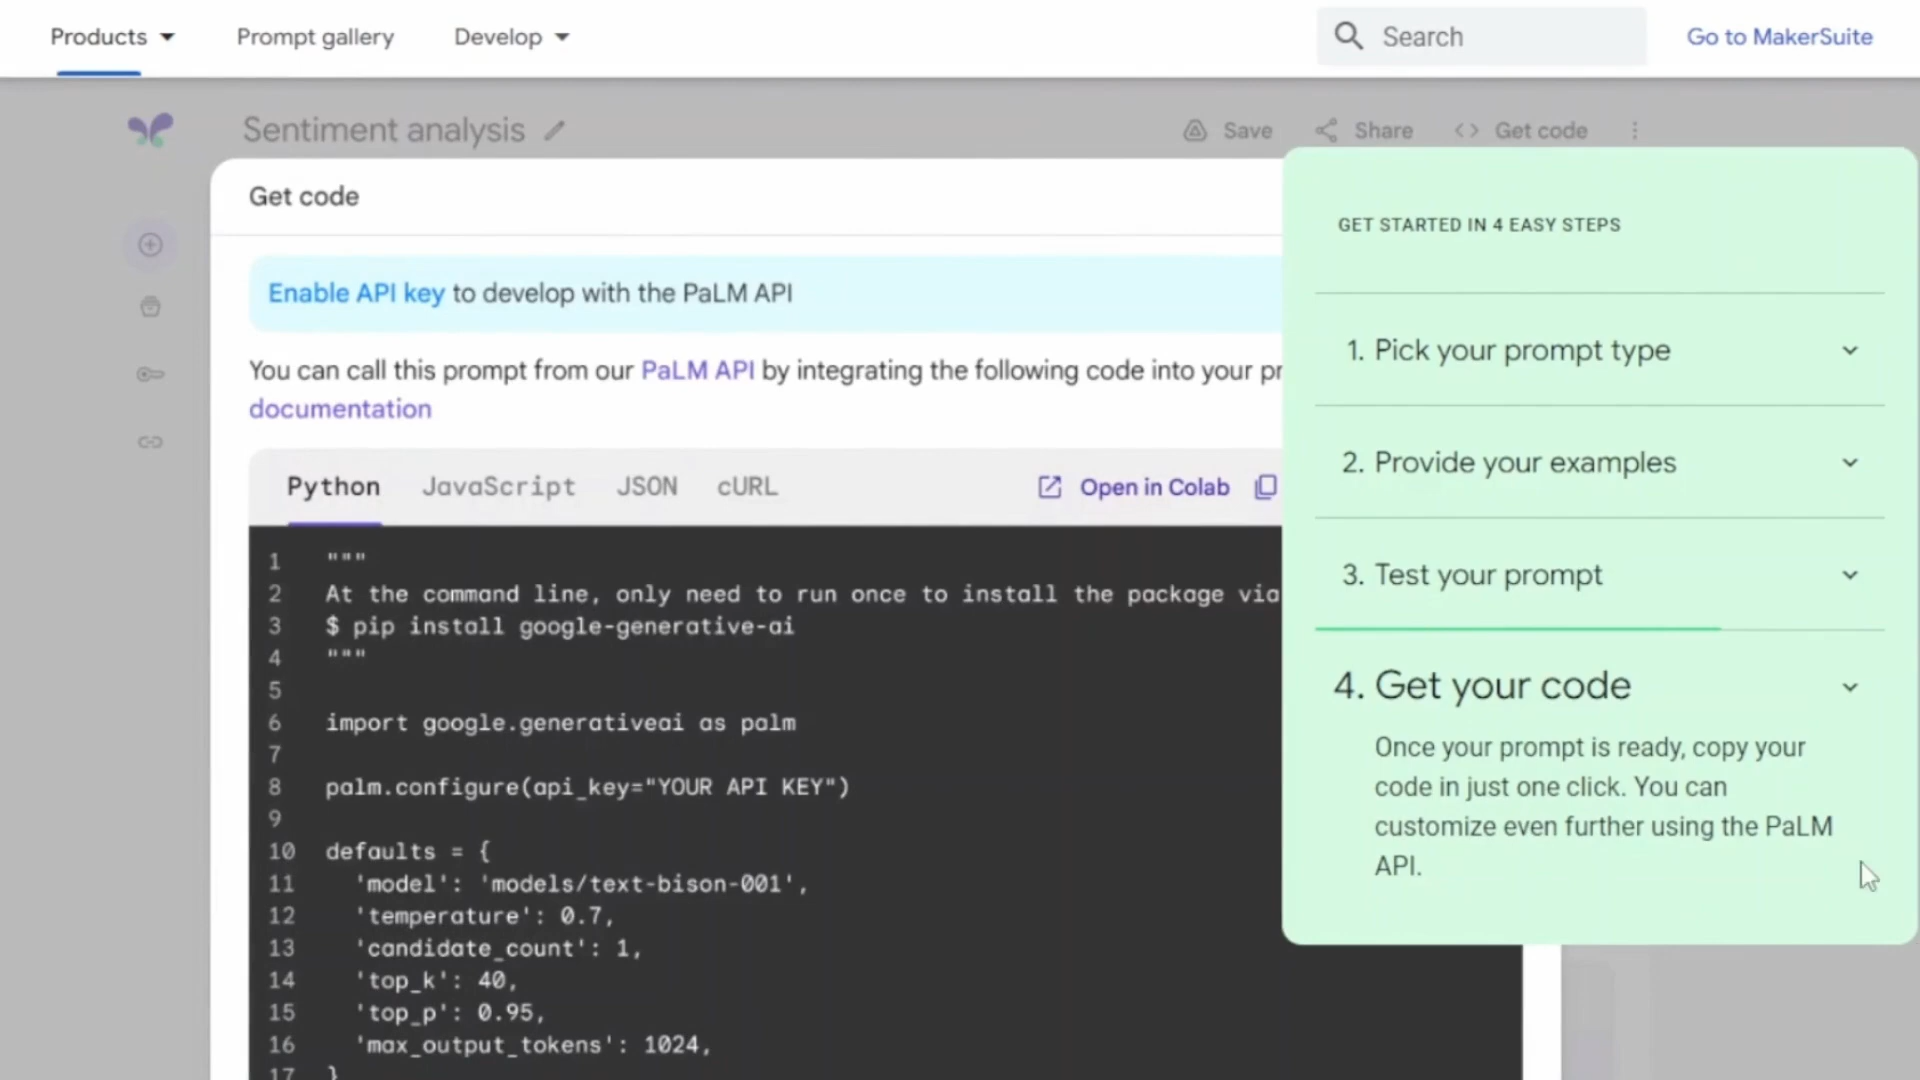 Products
Prompt gallery
Develop
Search
Go to MakerSuite
Sentiment analysis
Save
Share
Get code
Get code
Enable API key to develop with the PaLM API
You can call this prompt from our PaLM API by integrating the following code into your pr
documentation
Python
JavaScript
JSON
cURL
Open in Colab
1 """
2 At the command line, only need to run once to install the package via
3 $ pip install google-generative-ai
4 """
5
6 import google.generativeai as palm
7
8 palm.configure(api_key="YOUR API KEY")
9
10 defaults = {
11 'model': 'models/text-bison-001',
12 'temperature': 0.7,
13 'candidate_count': 1,
14 'top_k': 40,
15 'top_p': 0.95,
16 'max_output_tokens': 1024,
17 }
GET STARTED IN 4 EASY STEPS
1. Pick your prompt type
2. Provide your examples
3. Test your prompt
4. Get your code
Once your prompt is ready, copy your
code in just one click. You can
customize even further using the PaLM
API.